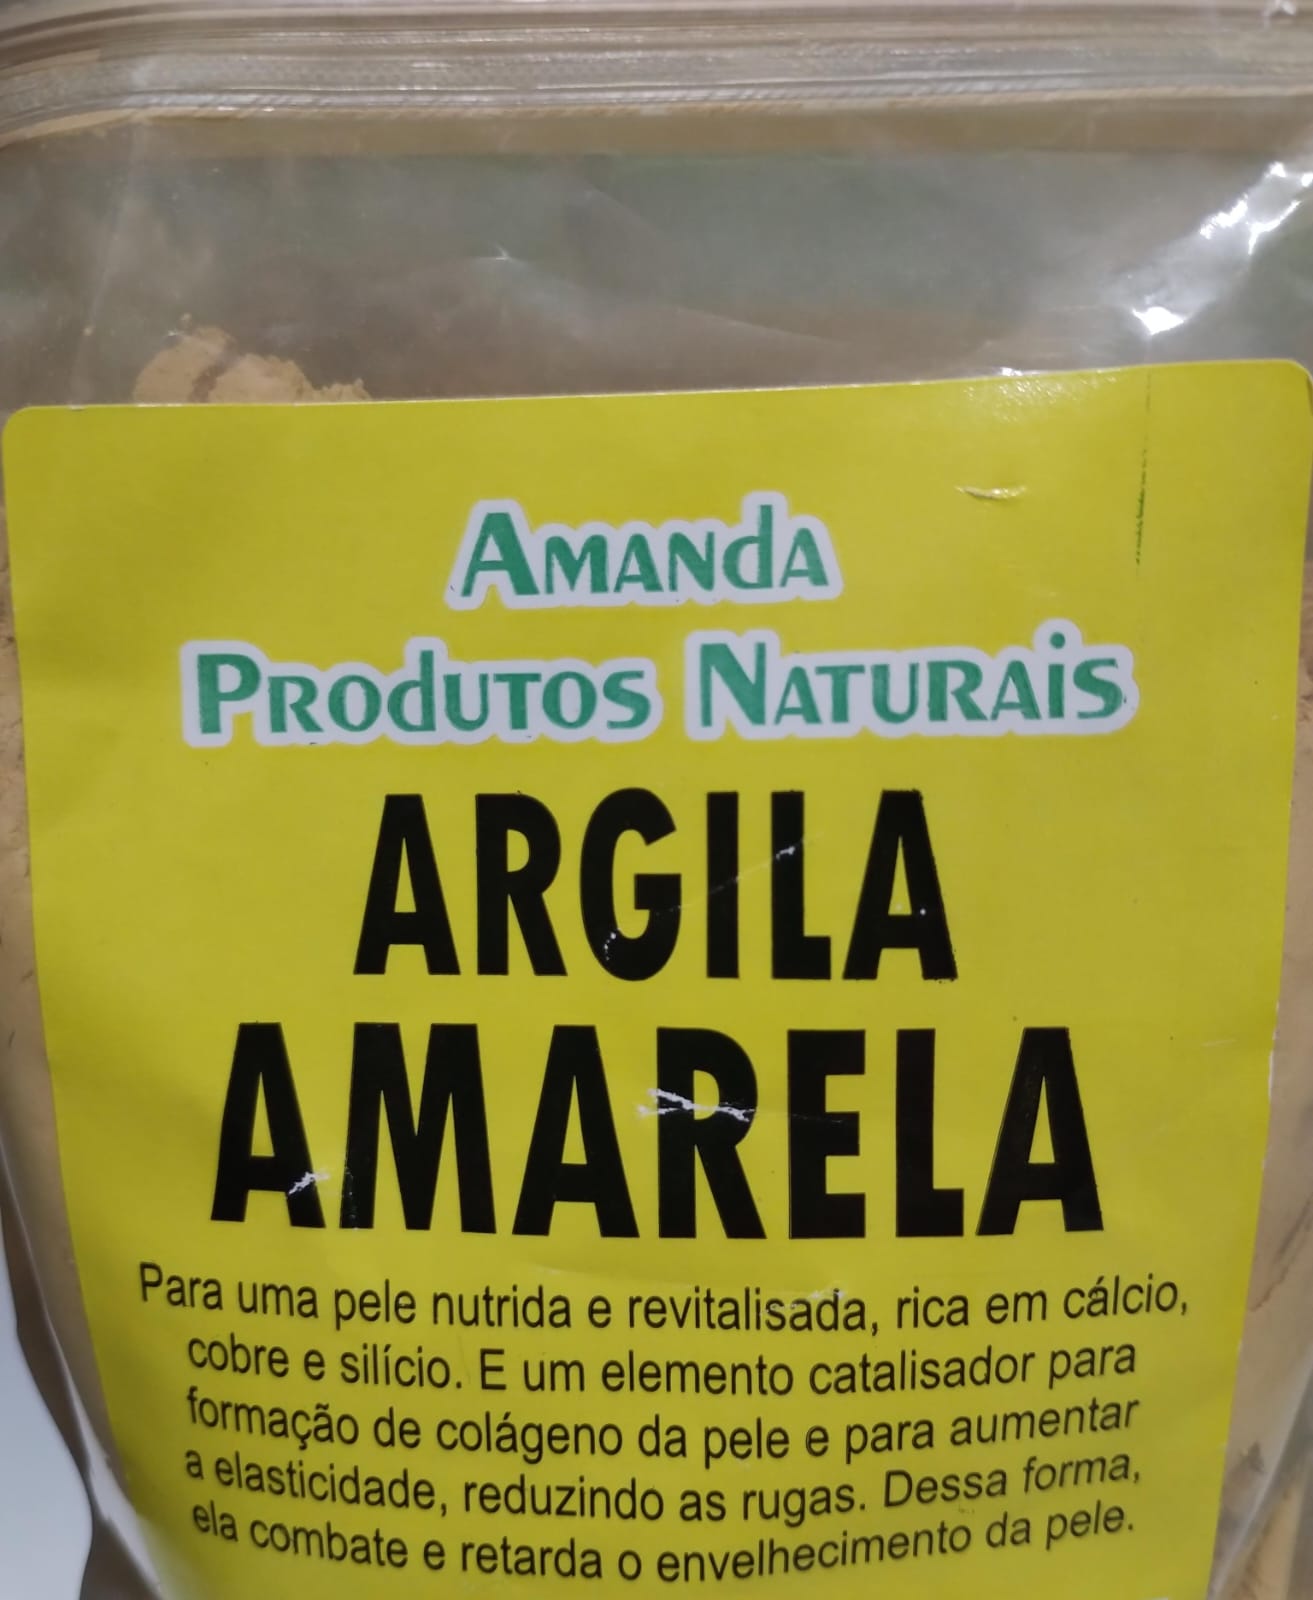 Amanda
Produtos Naturais
ARGILA
AMARELA
Para uma pele nutrida e revitalisada, rica em cálcio,
cobre e silício. E um elemento catalisador para
formação de colágeno da pele e para aumentar
a elasticidade, reduzindo as rugas. Dessa forma,
ela combate e retarda o envelhecimento da pele.